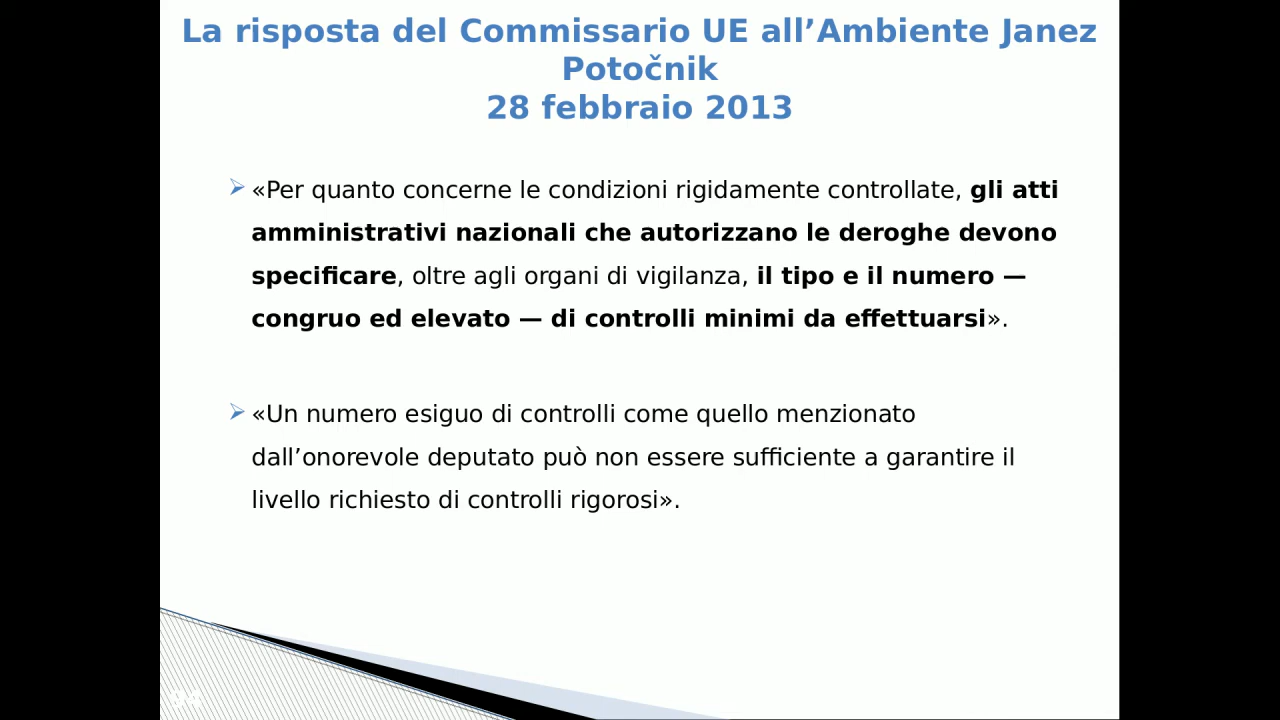 La risposta del Commissario UE all’Ambiente Janez
Potočnik
28 febbraio 2013
«Per quanto concerne le condizioni rigidamente controllate, gli atti
amministrativi nazionali che autorizzano le deroghe devono
specificare, oltre agli organi di vigilanza, il tipo e il numero —
congruo ed elevato — di controlli minimi da effettuarsi».
«Un numero esiguo di controlli come quello menzionato
dall’onorevole deputato può non essere sufficiente a garantire il
livello richiesto di controlli rigorosi».